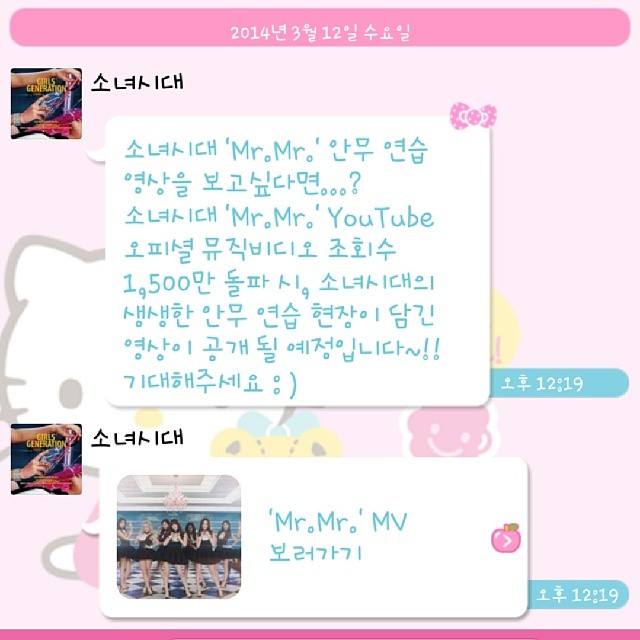 2014년 3월 12일 수요일
GIRLS'
GENERATION
소녀시대
소녀시대 'Mr.Mr.' 안무 연습
영상을 보고싶다면...?
소녀시대 'Mr.Mr.' YouTube
오피셜 뮤직비디오 조회수
1,500만 돌파 시, 소녀시대의
생생한 안무 연습 현장이 담긴
영상이 공개 될 예정입니다~!!
기대해주세요 : )
오후 12:19
GIRLS'
GENERATION
소녀시대
'Mr.Mr.' MV
보러가기
오후 12:19